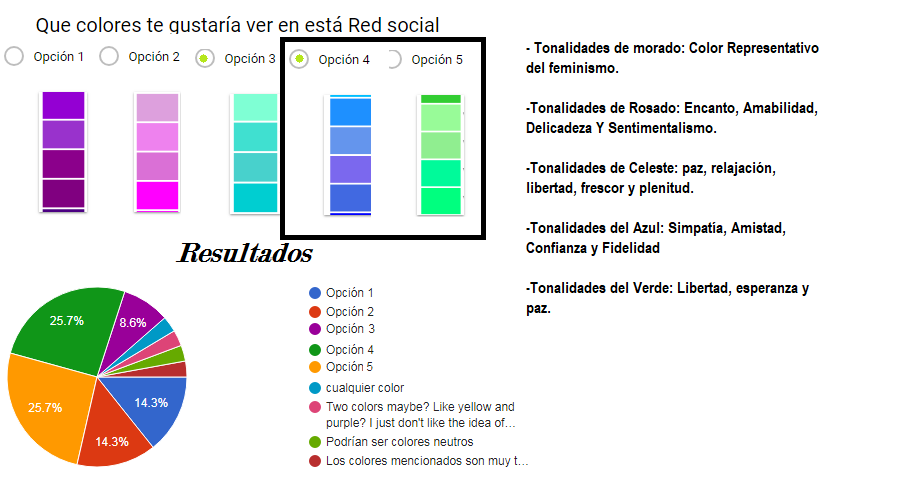 Que colores te gustaría ver en está Red social
Opción 1
Opción 2
Opción 3
Opción 4
Opción 5
- Tonalidades de morado: Color Representativo
del feminismo.
-Tonalidades de Rosado: Encanto, Amabilidad,
Delicadeza Y Sentimentalismo.
-Tonalidades de Celeste: paz, relajación,
libertad, frescor y plenitud.
-Tonalidades del Azul: Simpatía, Amistad,
Confianza y Fidelidad
-Tonalidades del Verde: Libertad, esperanza y
paz.
Resultados
25.7%
8.6%
25.7%
14.3%
14.3%
Opción 1
Opción 2
Opción 3
Opción 4
Opción 5
cualquier color
Two colors maybe? Like yellow and
purple? I just don't like the idea of…
Podrían ser colores neutros
Los colores mencionados son muy t…